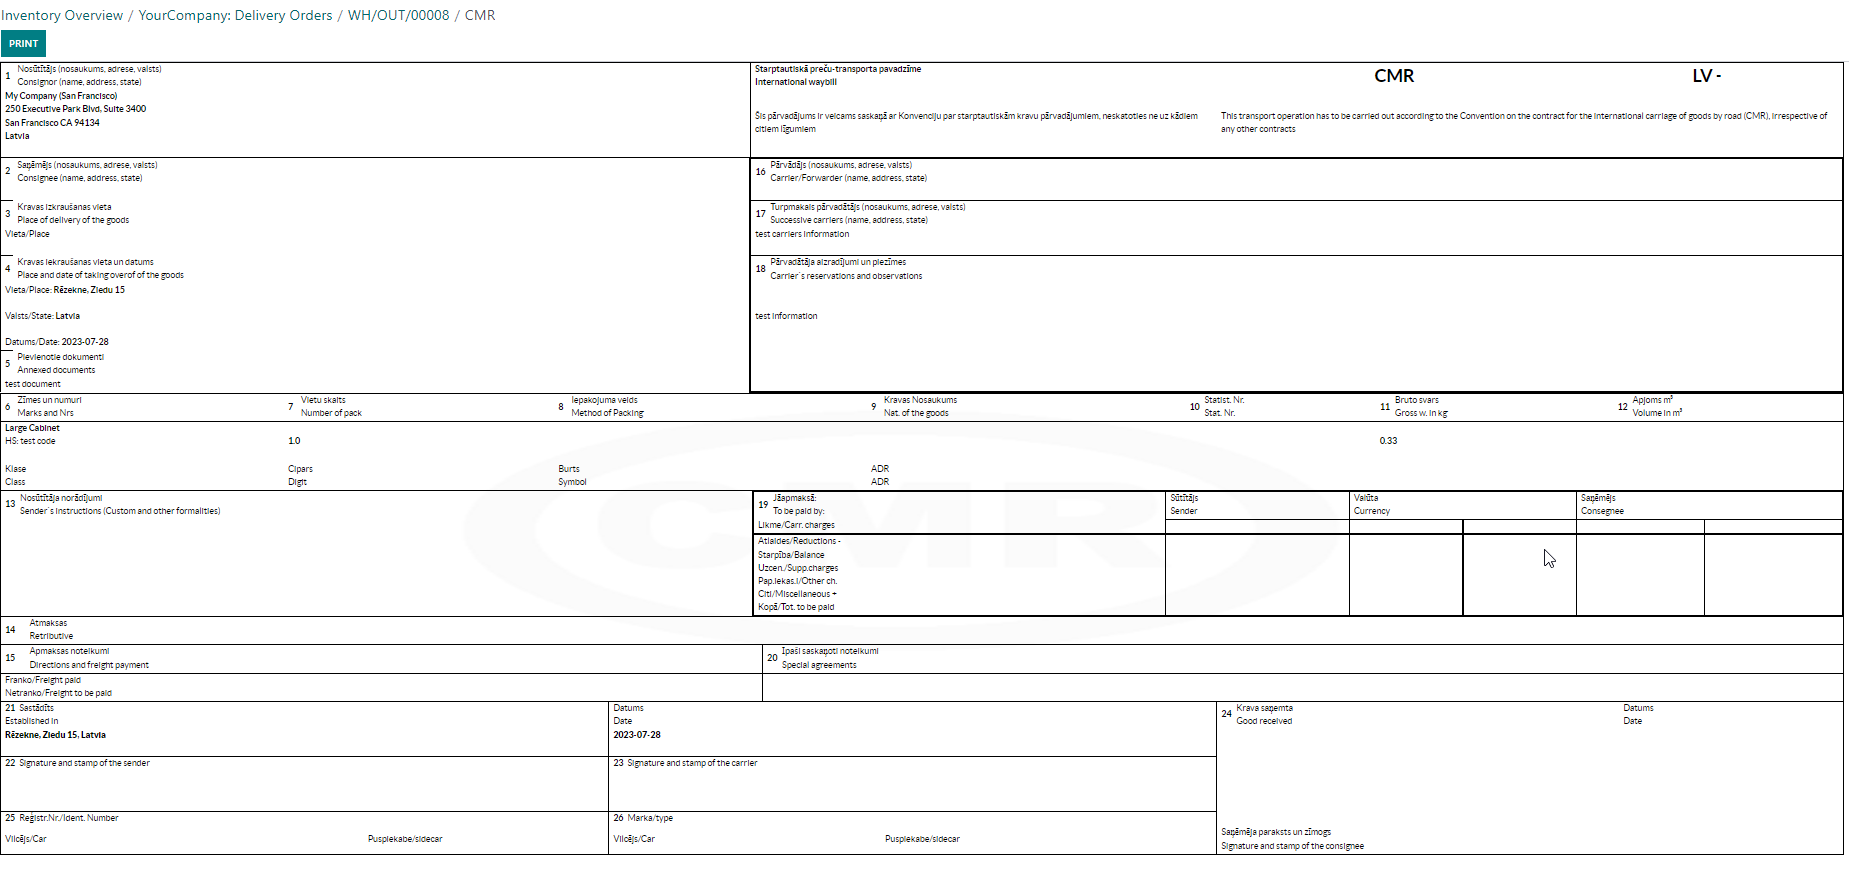 Inventory Overview / YourCompany: Delivery Orders / WH/OUT/00008 / CMR
PRINT
1 Nosūtītājs (nosaukums, adrese, valsts)
Consignor (name, address, state)
My Company (San Francisco)
250 Executive Park Blvd, Suite 3400
San Francisco CA 94134
Latvia
Starptautiskā preču-transporta pavadzīme
International waybill
CMR
LV -
Šis pārvadājums ir veicams saskaņā ar Konvenciju par starptautiskām kravu pārvadājumiem, neskatoties ne uz kādiem
citiem līgumiem
This transport operation has to be carried out according to the Convention on the contract for the international carriage of goods by road (CMR), irrespective of
any other contracts
2 Saņēmējs (nosaukums, adrese, valsts)
Consignee (name, address, state)
16 Pārvādājs (nosaukums, adrese, valsts)
Carrier/Forwarder (name, address, state)
3 Kravas izkraušanas vieta
Place of delivery of the goods
Vieta/Place
17 Turpmakais pārvadātājs (nosaukums, adrese, valsts)
Successive carriers (name, address, state)
test carriers information
4 Kravas iekraušanas vieta un datums
Place and date of taking overof of the goods
Vieta/Place: Rēzekne, Ziedu 15
Valsts/State: Latvia
Datums/Date: 2023-07-28
18 Pārvadātāja aizradījumi un piezīmes
Carrier`s reservations and observations
test information
5 Pievienotie dokumenti
Annexed documents
test document
6 Zīmes un numuri
Marks and Nrs
7 Vietu skaits
Number of pack
8 Iepakojuma veids
Method of Packing
9 Kravas Nosaukums
Nat. of the goods
10 Statist. Nr.
Stat. Nr.
11 Bruto svars
Gross w. in kg
12 Apjoms m³
Volume in m³
Large Cabinet
HS: test code 1.0 0.33
Klase Cipars Burts ADR
Class Digit Symbol ADR
CMR
13 Nosūtītāja norādījumi
Sender`s instructions (Custom and other formalities)
19 Jāapmaksā:
To be paid by:
Likme/Carr. charges
Sūtītājs
Sender
Valūta
Currency
Saņēmējs
Consegnee
Atlaides/Reductions -
Starpība/Balance
Uzcen./Supp.charges
Pap.iekas.i/Other ch.
Citi/Miscellaneous +
Kopā/Tot. to be paid
14 Atmaksas
Retributive
15 Apmaksas noteikumi
Directions and freight payment
20 Īpaši saskaņoti noteikumi
Special agreements
Franko/Freight paid
Netranko/Freight to be paid
21 Sastādīts
Established in
Rēzekne, Ziedu 15, Latvia
Datums
Date
2023-07-28
24 Krava saņemta
Good received
Datums
Date
22 Signature and stamp of the sender
23 Signature and stamp of the carrier
25 Reģistr.Nr./Ident. Number
Vilcējs/Car Puspiekabe/sidecar
26 Marka/type
Vilcējs/Car Puspiekabe/sidecar
Saņēmēja paraksts un zīmogs
Signature and stamp of the consignee